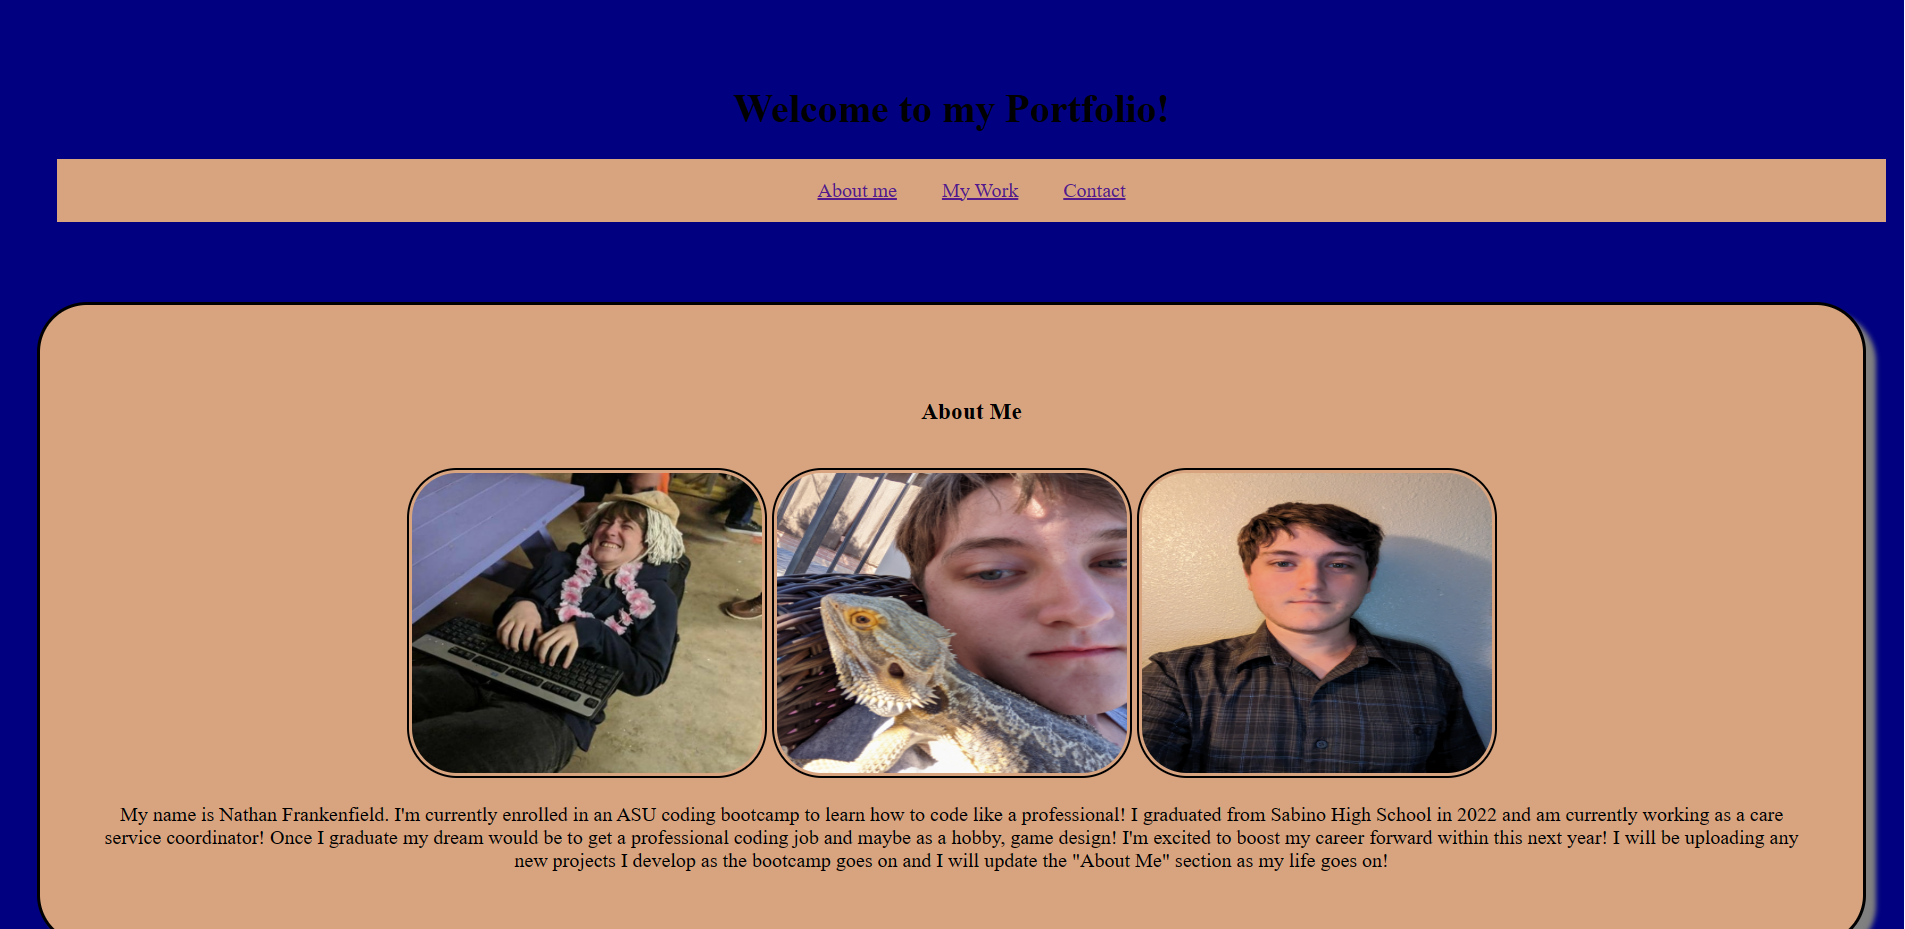 Welcome to my Portfolio!
About me My Work Contact
About Me
My name is Nathan Frankenfield. I'm currently enrolled in an ASU coding bootcamp to learn how to code like a professional! I graduated from Sabino High School in 2022 and am currently working as a care
service coordinator! Once I graduate my dream would be to get a professional coding job and maybe as a hobby, game design! I'm excited to boost my career forward within this next year! I will be uploading any
new projects I develop as the bootcamp goes on and I will update the "About Me" section as my life goes on!